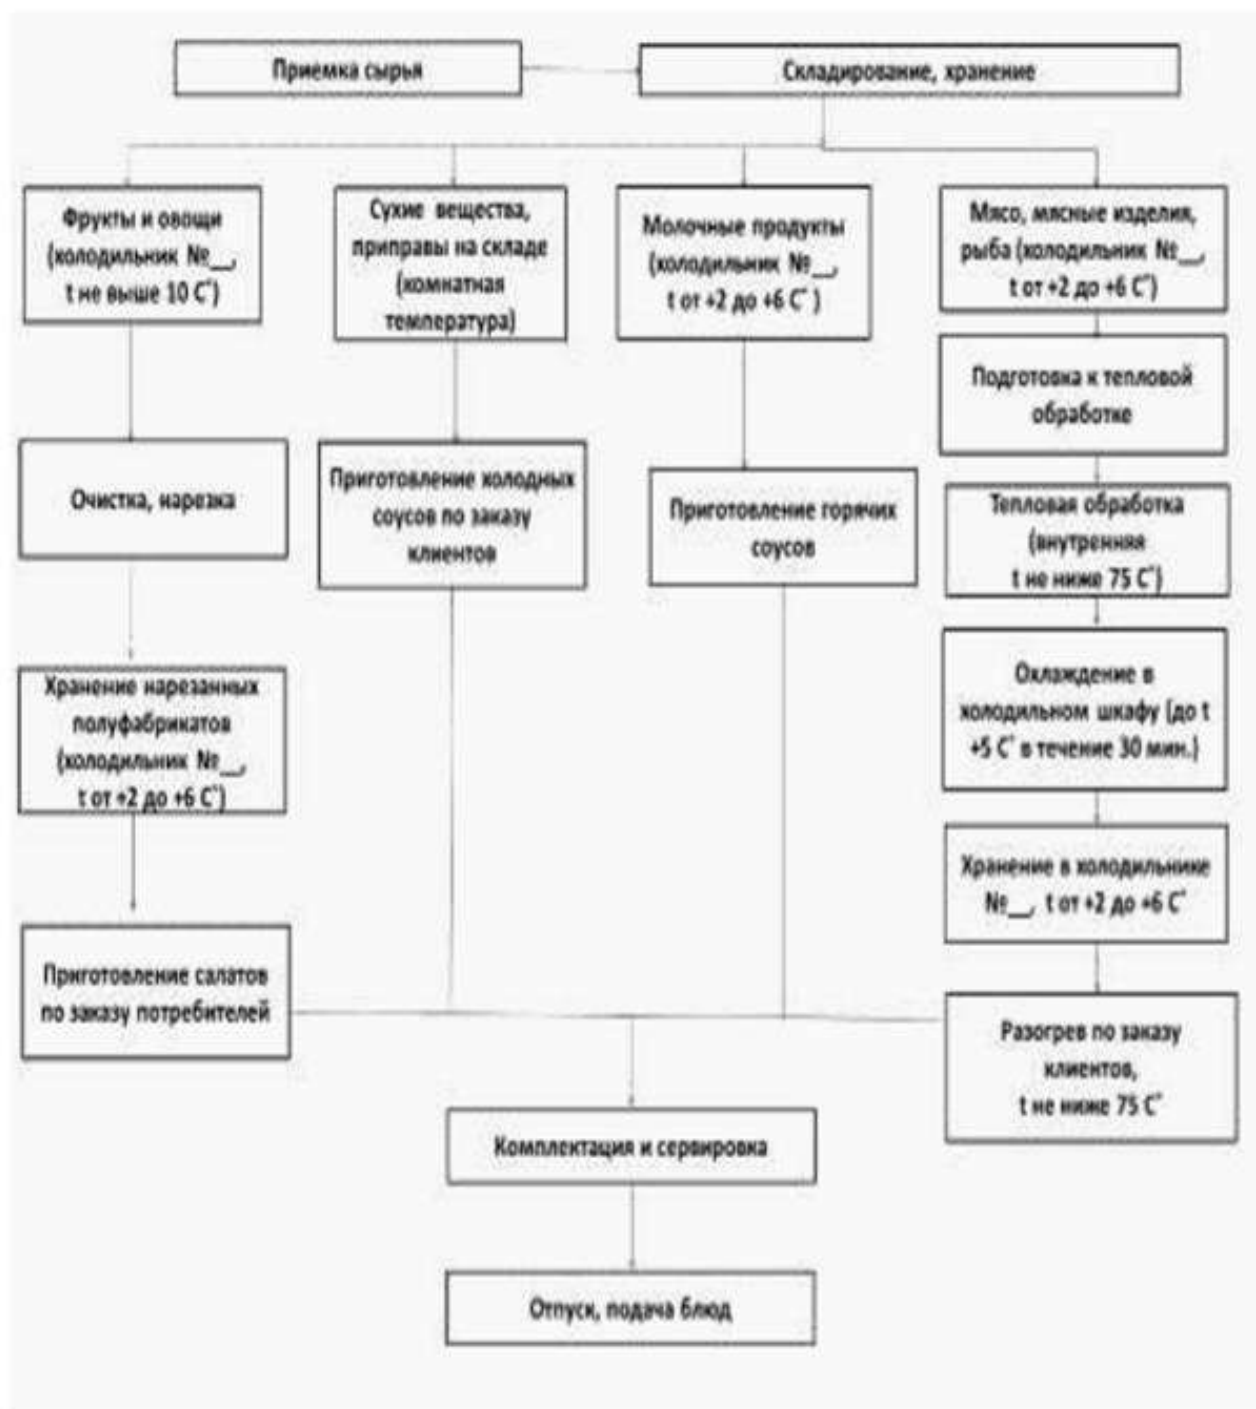 Приемка сырья
Складирование, хранение
Фрукты и овощи
(холодильник №__,
t не выше 10 С˚)
Сухие вещества,
приправы на складе
(комнатная
температура)
Молочные продукты
(холодильник №__,
t от +2 до +6 С˚ )
Мясо, мясные изделия,
рыба (холодильник №__,
t от +2 до +6 С˚)
Подготовка к тепловой
обработке
Очистка, нарезка
Приготовление холодных
соусов по заказу
клиентов
Приготовление горячих
соусов
Тепловая обработка
(внутренняя
t не ниже 75 С˚)
Хранение нарезанных
полуфабрикатов
(холодильник №__,
t от +2 до +6 С˚)
Охлаждение в
холодильном шкафу (до t
+5 С˚ в течение 30 мин.)
Хранение в холодильнике
№__, t от +2 до +6 С˚
Приготовление салатов
по заказу потребителей
Разогрев по заказу
клиентов,
t не ниже 75 С˚
Комплектация и сервировка
Отпуск, подача блюд